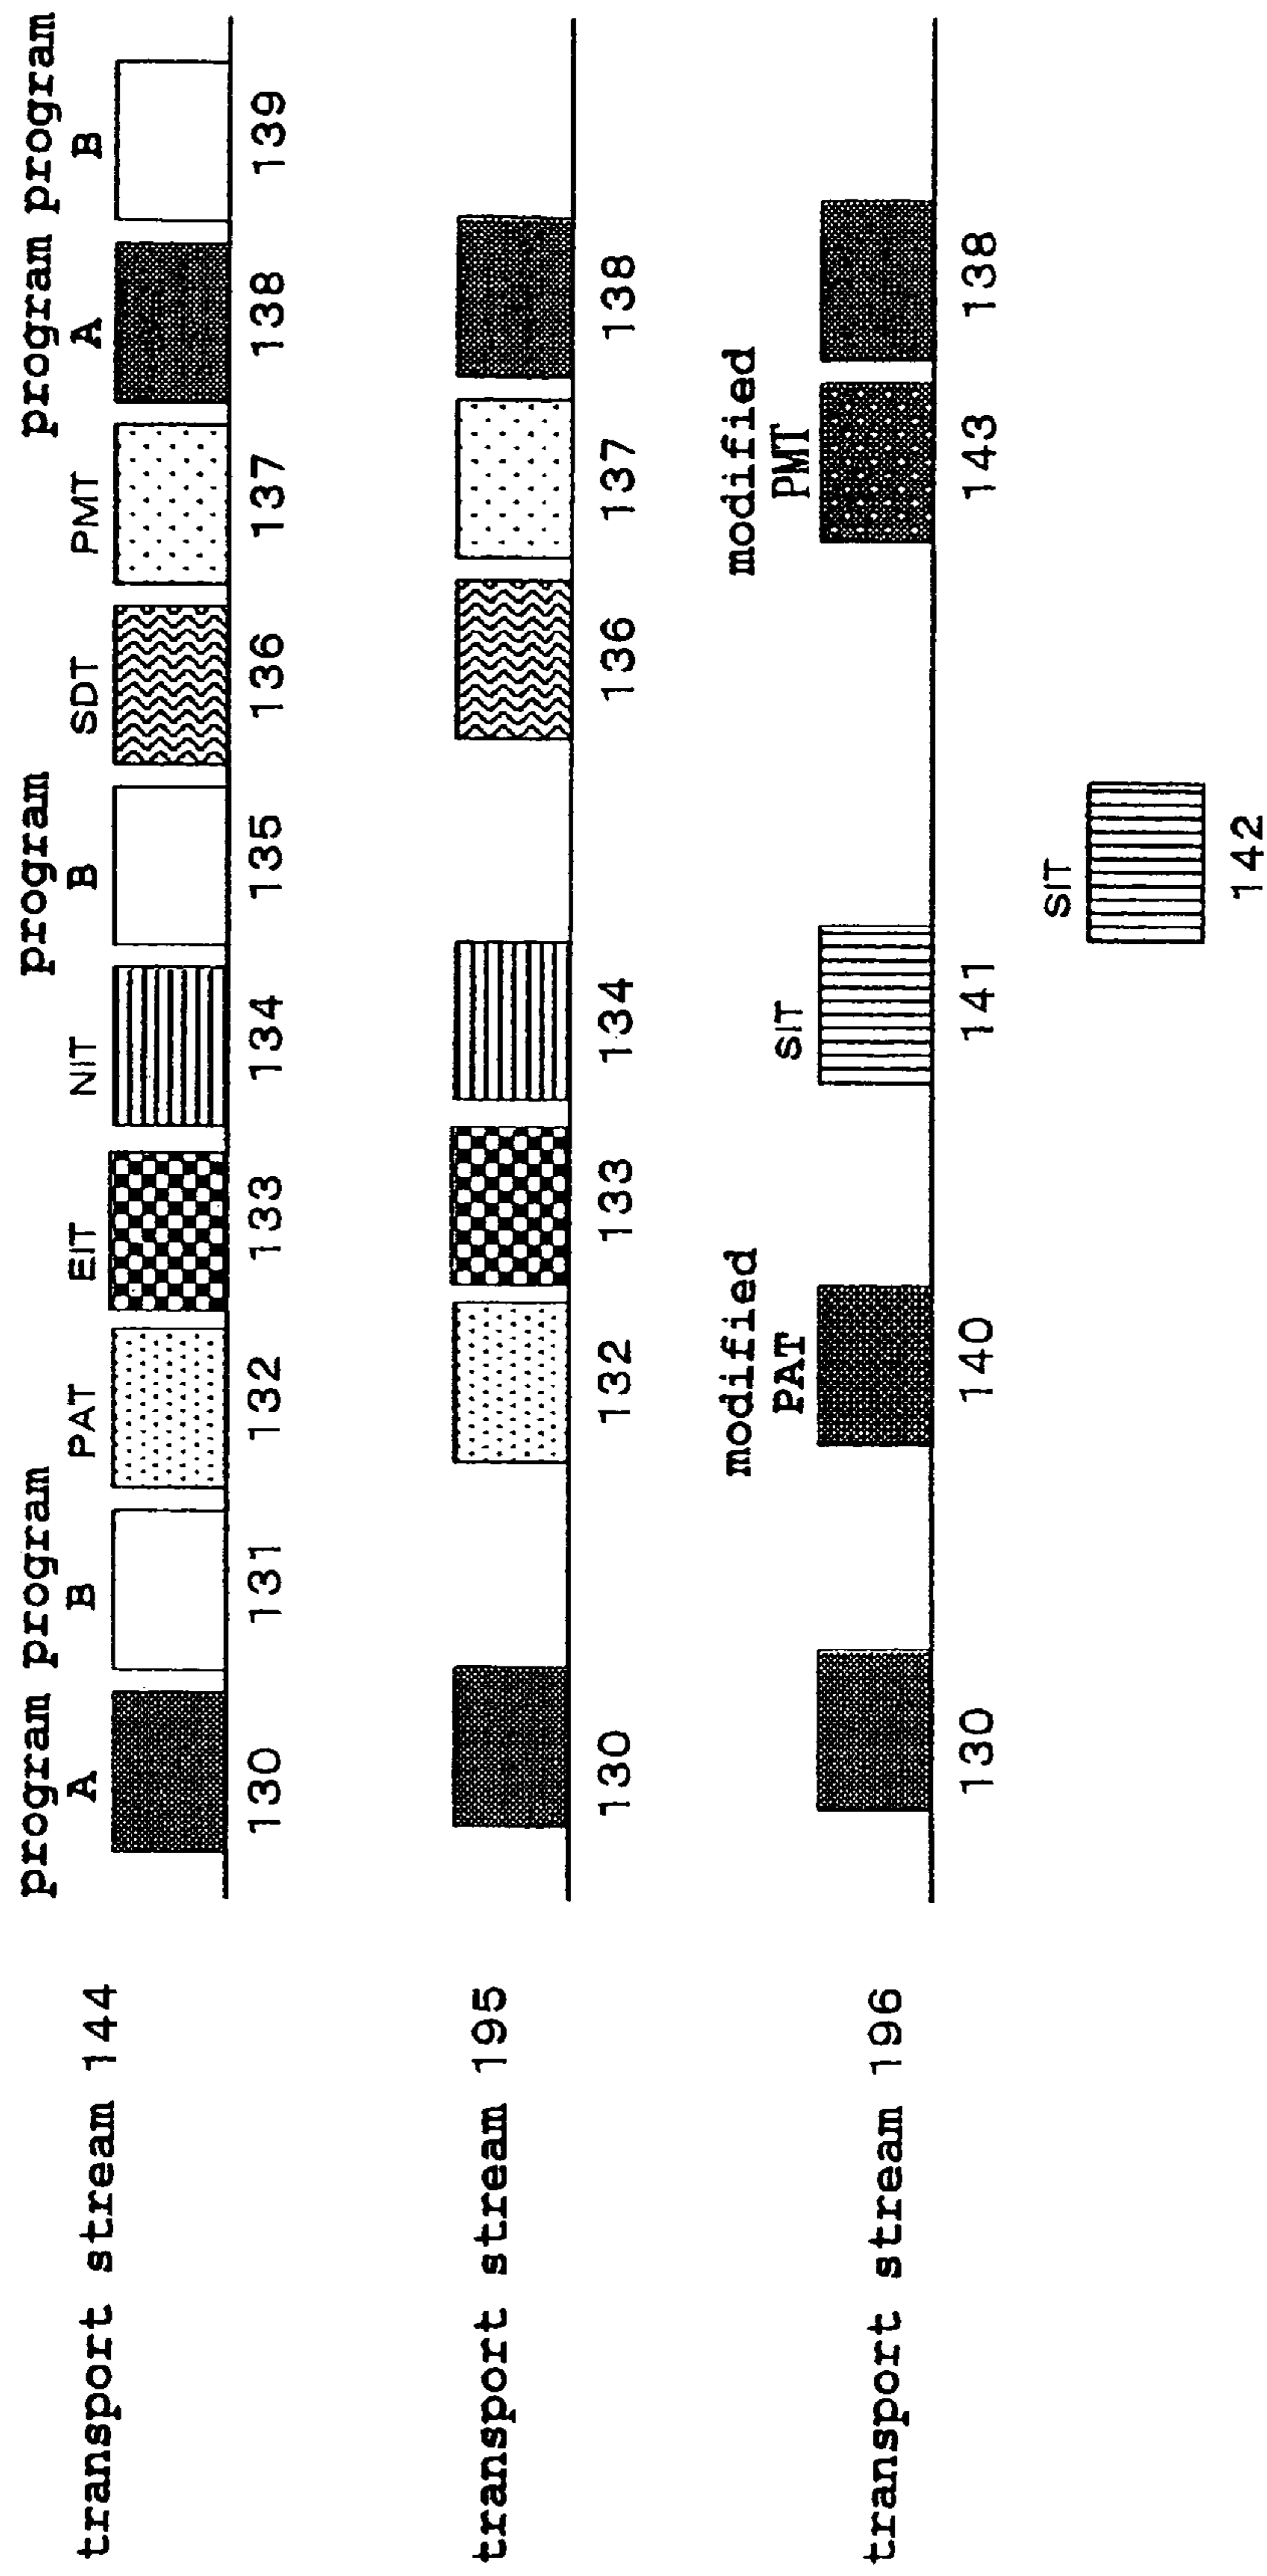 program program program program program
A B PAT EIT NIT B SDT PMT A B
transport stream 144
130 131 132 133 134 135 136 137 138 139
transport stream 195
130 132 133 134 136 137 138
modified modified
PAT SIT PMT
transport stream 196
130 140 141 143 138
SIT
142